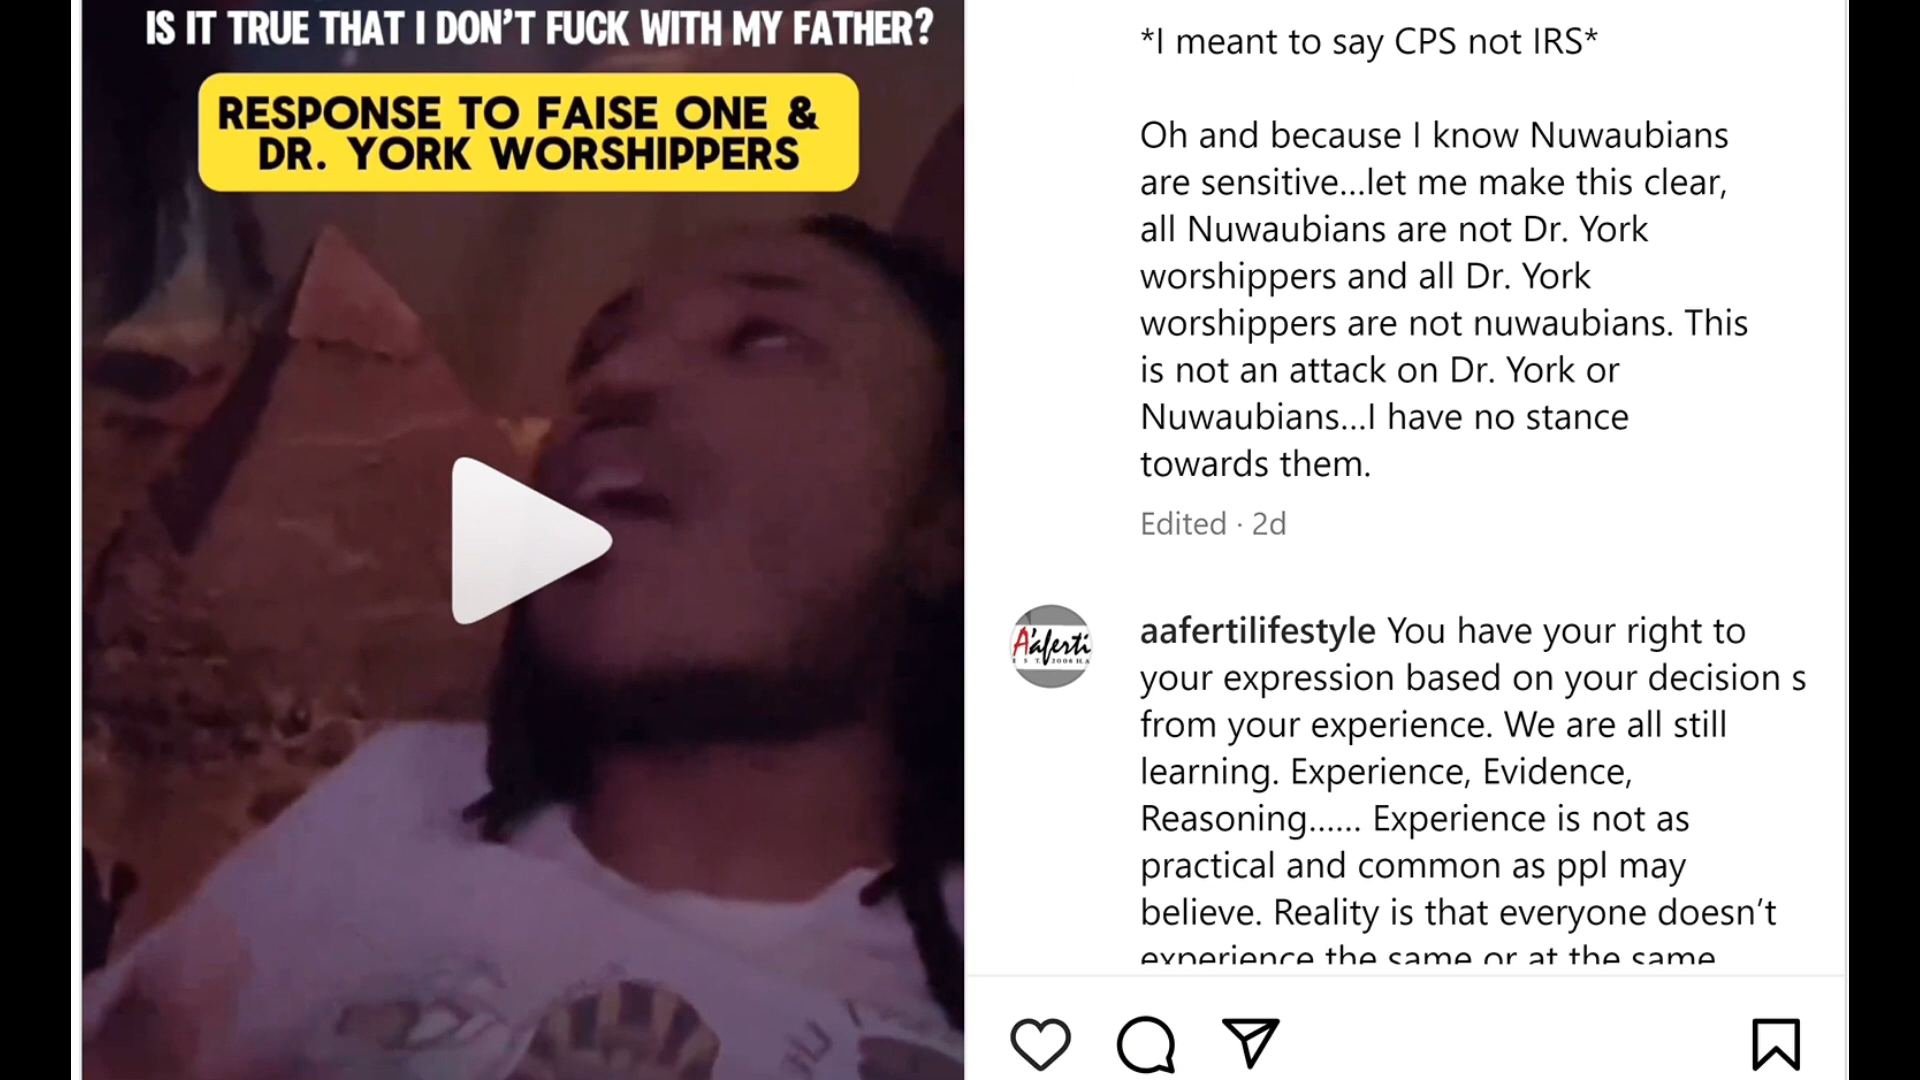 IS IT TRUE THAT I DON'T FUCK WITH MY FATHER?
RESPONSE TO FAISE ONE &
DR. YORK WORSHIPPERS
*I meant to say CPS not IRS*
Oh and because I know Nuwaubians
are sensitive...let me make this clear,
all Nuwaubians are not Dr. York
worshippers and all Dr. York
worshippers are not nuwaubians. This
is not an attack on Dr. York or
Nuwaubians...I have no stance
towards them.
Edited · 2d
A'aferti
EST. 2006 H.A
aafertilifestyle You have your right to
your expression based on your decision s
from your experience. We are all still
learning. Experience, Evidence,
Reasoning...... Experience is not as
practical and common as ppl may
believe. Reality is that everyone doesn't
experience the same or at the same